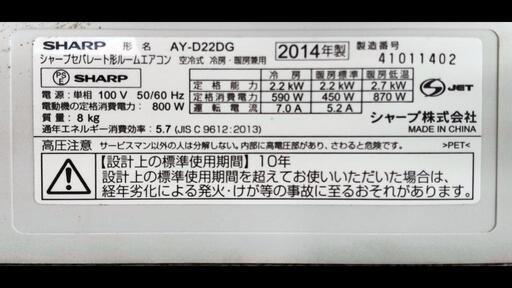 SHARP 形名 AY-D22DG 2014年製 製造番号
シャープセパレート形ルームエアコン 空冷式 冷房・暖房兼用 41011402
PS E SHARP
冷房 暖房標準 暖房低温
定格能力 2.2 kW 2.2 kW 2.7 kW
電源:単相 100 V 50/60 Hz 定格消費電力 590 W 450 W 870 W
電動機の定格消費電力: 800 W 運転電流 7.0 A 5.2 A
S JET
質量:8 kg
シャープ株式会社
通年エネルギー消費効率:5.7 (JIS C 9612:2013) MADE IN CHINA
高圧注意 サービスマン以外の人は分解しない。内部に高電圧部があり、さわると危険です。 >PET<
【設計上の標準使用期間】10年
設計上の標準使用期間を超えてお使いいただいた場合は、
経年劣化による発火・けが等の事故に至るおそれがあります。